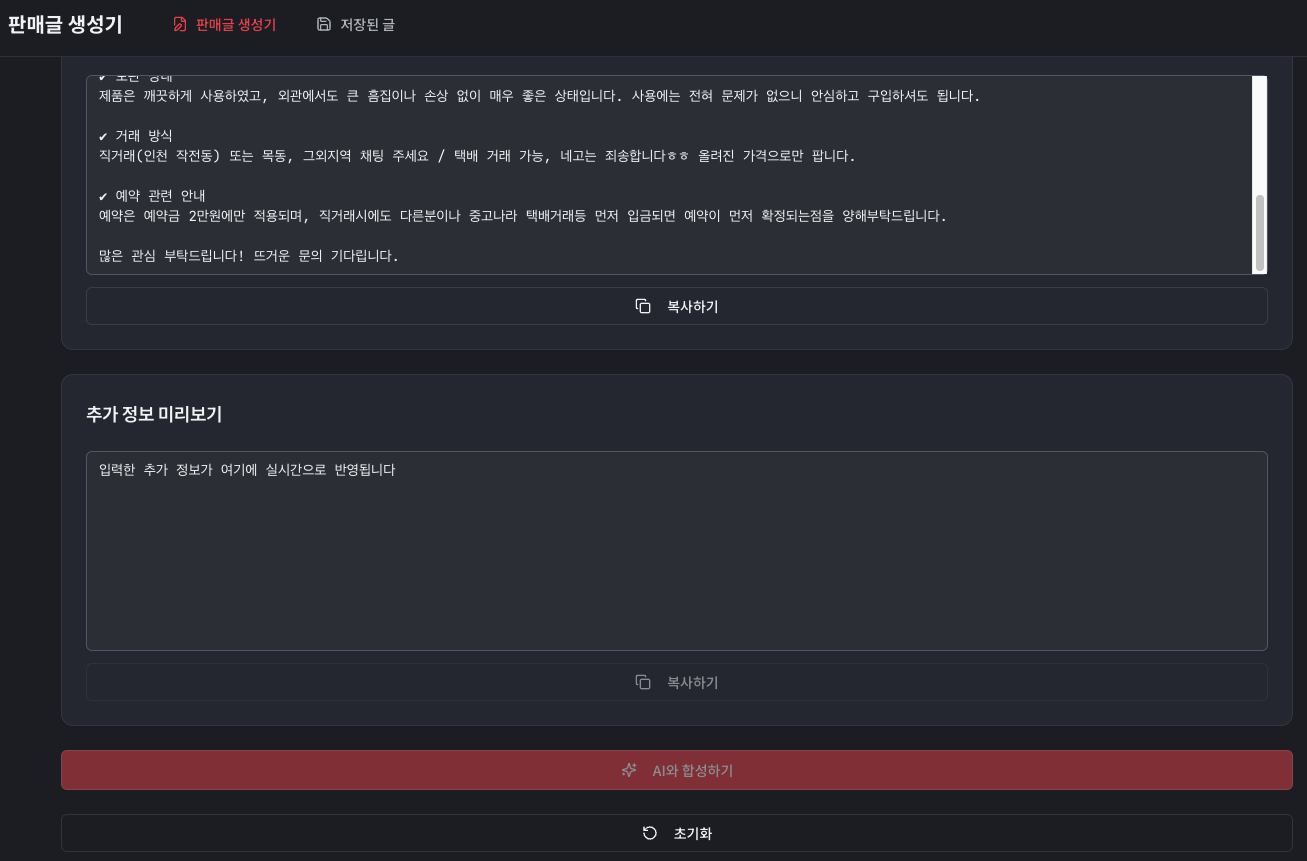 판매글 생성기
판매글 생성기
저장된 글
✔ 보관 상태
제품은 깨끗하게 사용하였고, 외관에서도 큰 흠집이나 손상 없이 매우 좋은 상태입니다. 사용에는 전혀 문제가 없으니 안심하고 구입하셔도 됩니다.
✔ 거래 방식
직거래(인천 작전동) 또는 목동, 그외지역 채팅 주세요 / 택배 거래 가능, 네고는 죄송합니다ㅎㅎ 올려진 가격으로만 팝니다.
✔ 예약 관련 안내
예약은 예약금 2만원에만 적용되며, 직거래시에도 다른분이나 중고나라 택배거래등 먼저 입금되면 예약이 먼저 확정되는점을 양해부탁드립니다.
많은 관심 부탁드립니다! 뜨거운 문의 기다립니다.
복사하기
추가 정보 미리보기
입력한 추가 정보가 여기에 실시간으로 반영됩니다
복사하기
AI와 합성하기
초기화